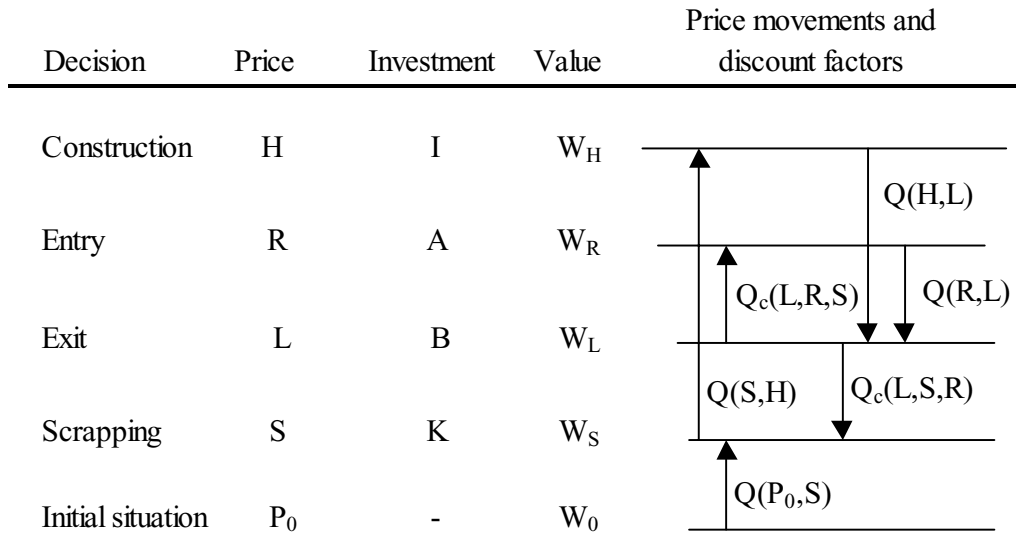 Price movements and
Decision Price Investment Value discount factors
Construction H I W_H
Q(H,L)
Entry R A W_R
Q_c(L,R,S) Q(R,L)
Exit L B W_L
Q(S,H) Q_c(L,S,R)
Scrapping S K W_S
Q(P_0,S)
Initial situation P_0 - W_0